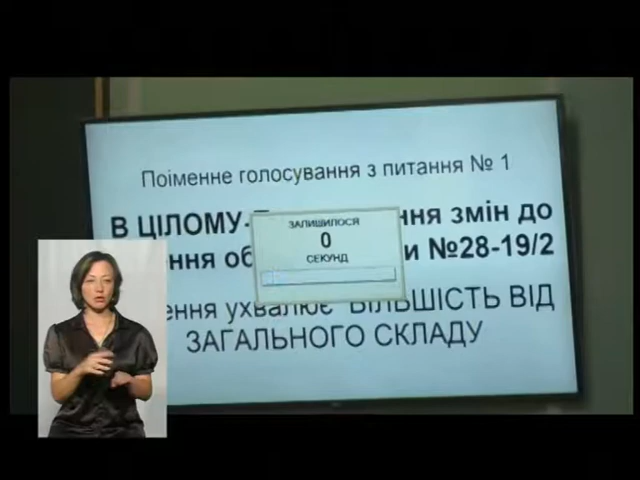 Поіменне голосування з питання № 1
В ЦІЛОМУ- ння змін до
ння и №28-19/2
ення ухвалює БІЛЬШІСТЬ ВІД
ЗАГАЛЬНОГО СКЛАДУ
ЗАЛИШИЛОСЯ
0
СЕКУНД